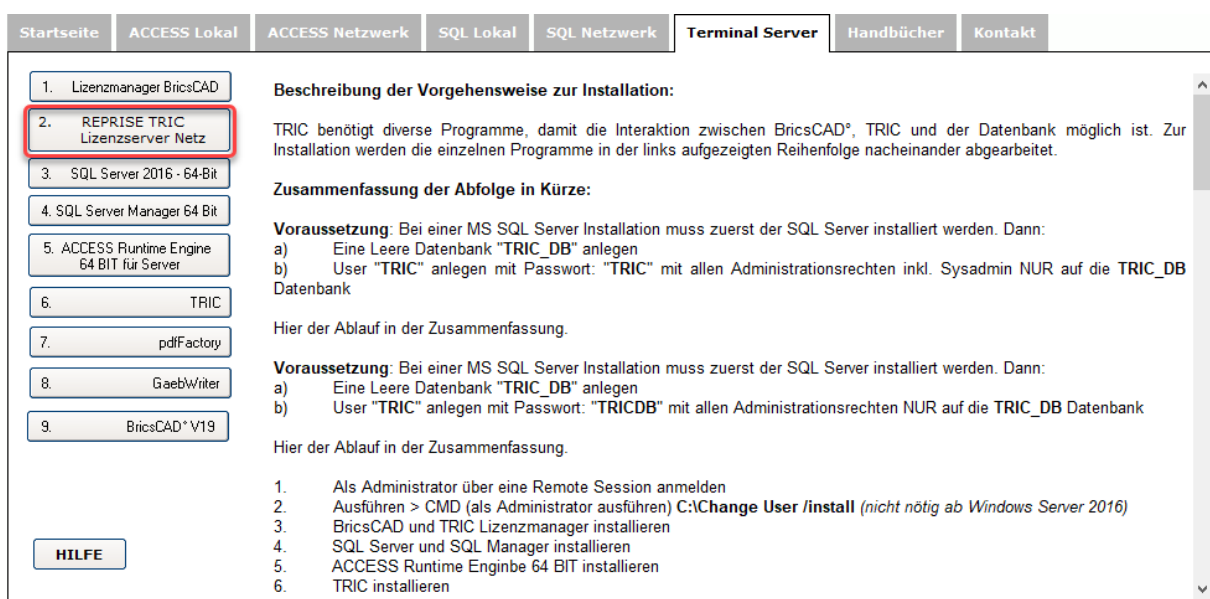 Startseite ACCESS Lokal ACCESS Netzwerk SQL Lokal SQL Netzwerk Terminal Server Handbücher Kontakt
1. Lizenzmanager BricsCAD
2. REPRISE TRIC
Lizenzserver Netz
3. SQL Server 2016 - 64-Bit
4. SQL Server Manager 64 Bit
5. ACCESS Runtime Engine
64 BIT für Server
6. TRIC
7. pdfFactory
8. GaebWriter
9. BricsCAD° V19
HILFE
Beschreibung der Vorgehensweise zur Installation:
TRIC benötigt diverse Programme, damit die Interaktion zwischen BricsCAD°, TRIC und der Datenbank möglich ist. Zur
Installation werden die einzelnen Programme in der links aufgezeigten Reihenfolge nacheinander abgearbeitet.
Zusammenfassung der Abfolge in Kürze:
Voraussetzung: Bei einer MS SQL Server Installation muss zuerst der SQL Server installiert werden. Dann:
a) Eine Leere Datenbank "TRIC_DB" anlegen
b) User "TRIC" anlegen mit Passwort: "TRIC" mit allen Administrationsrechten inkl. Sysadmin NUR auf die TRIC_DB
Datenbank
Hier der Ablauf in der Zusammenfassung.
Voraussetzung: Bei einer MS SQL Server Installation muss zuerst der SQL Server installiert werden. Dann:
a) Eine Leere Datenbank "TRIC_DB" anlegen
b) User "TRIC" anlegen mit Passwort: "TRICDB" mit allen Administrationsrechten NUR auf die TRIC_DB Datenbank
Hier der Ablauf in der Zusammenfassung.
1. Als Administrator über eine Remote Session anmelden
2. Ausführen > CMD (als Administrator ausführen) C:\Change User /install (nicht nötig ab Windows Server 2016)
3. BricsCAD und TRIC Lizenzmanager installieren
4. SQL Server und SQL Manager installieren
5. ACCESS Runtime Enginbe 64 BIT installieren
6. TRIC installieren